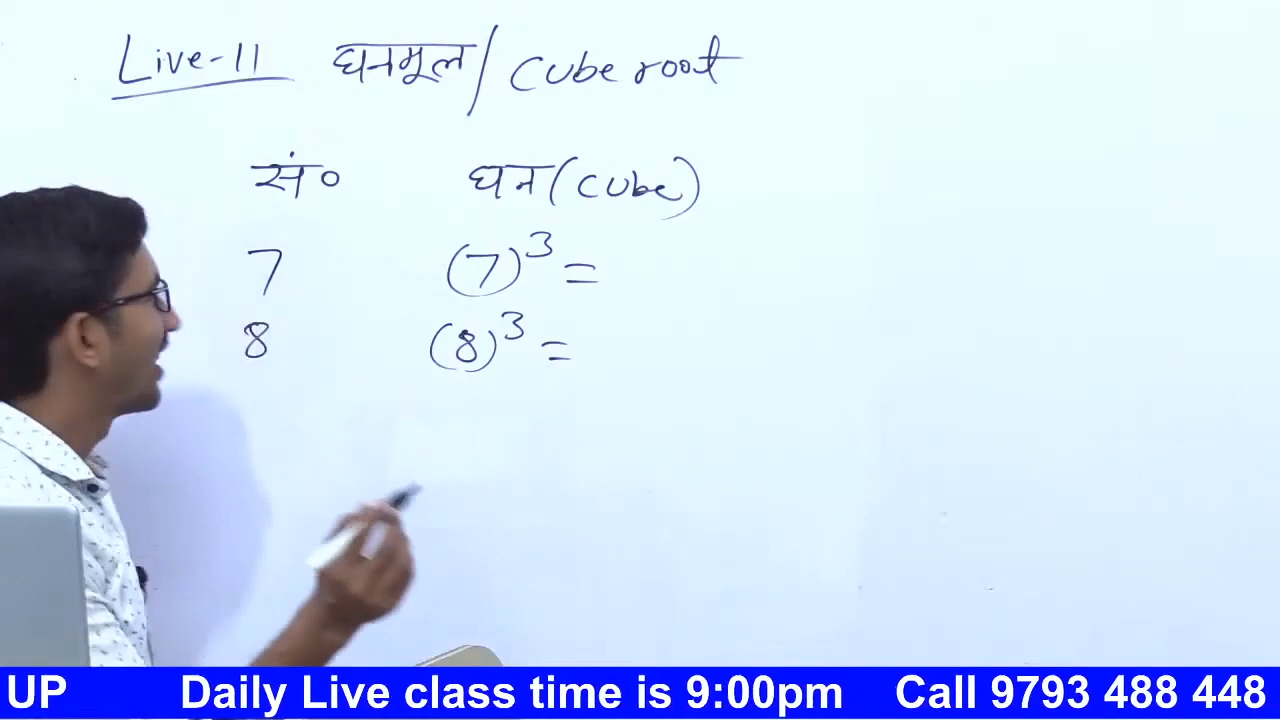 Live-11 घनमूल/Cube root
सं० घन(cube)
7 (7)³=
8 (8)³=
UP Daily Live class time is 9:00pm Call 9793 488 448